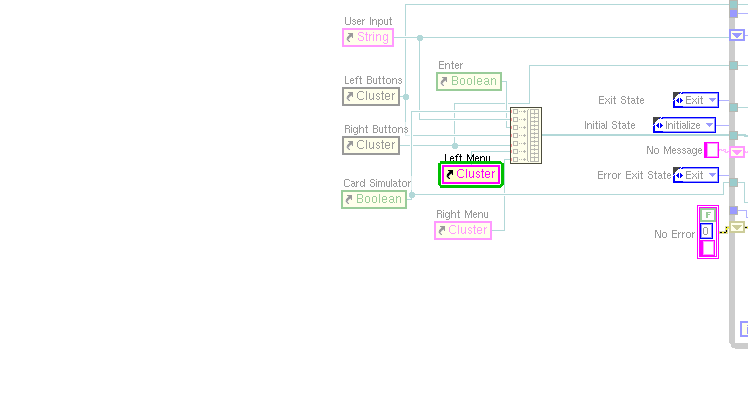 User Input
String
Enter
Boolean
Left Buttons
Cluster
Exit State
Exit
Right Buttons
Cluster
Initial State
Initialize
No Message
Left Menu
Cluster
Error Exit State
Exit
Card Simulator
Boolean
Right Menu
Cluster
F
No Error
0
i